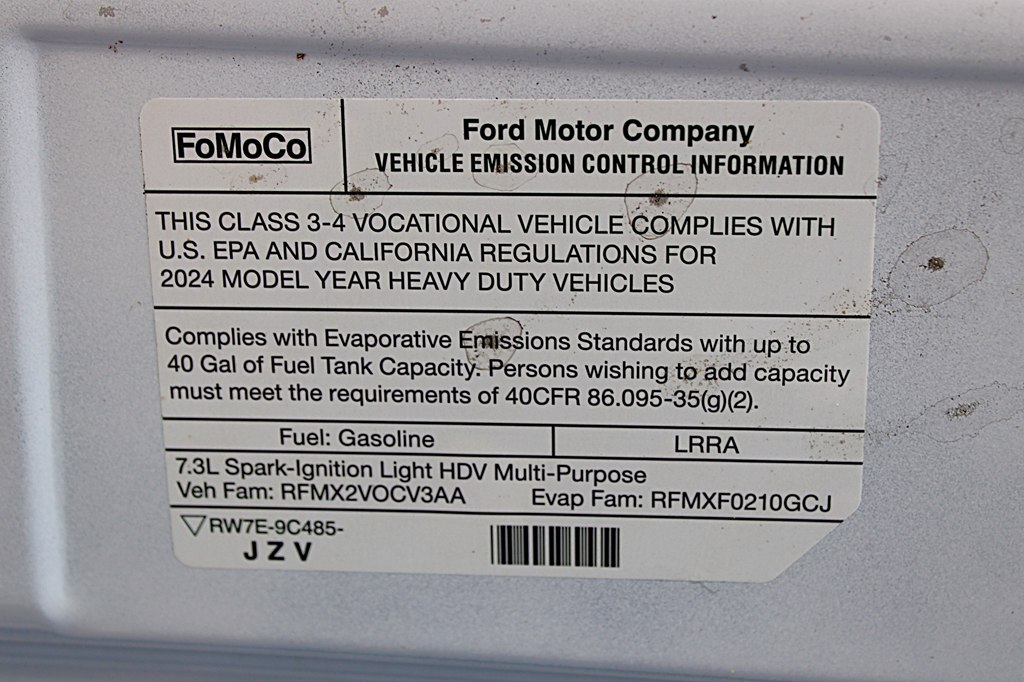 FoMoCo
Ford Motor Company
VEHICLE EMISSION CONTROL INFORMATION
THIS CLASS 3-4 VOCATIONAL VEHICLE COMPLIES WITH
U.S. EPA AND CALIFORNIA REGULATIONS FOR
2024 MODEL YEAR HEAVY DUTY VEHICLES
Complies with Evaporative Emissions Standards with up to
40 Gal of Fuel Tank Capacity. Persons wishing to add capacity
must meet the requirements of 40CFR 86.095-35(g)(2).
Fuel: Gasoline
LRRA
7.3L Spark-Ignition Light HDV Multi-Purpose
Veh Fam: RFMX2VOCV3AA Evap Fam: RFMXF0210GCJ
RW7E-9C485-
J Z V